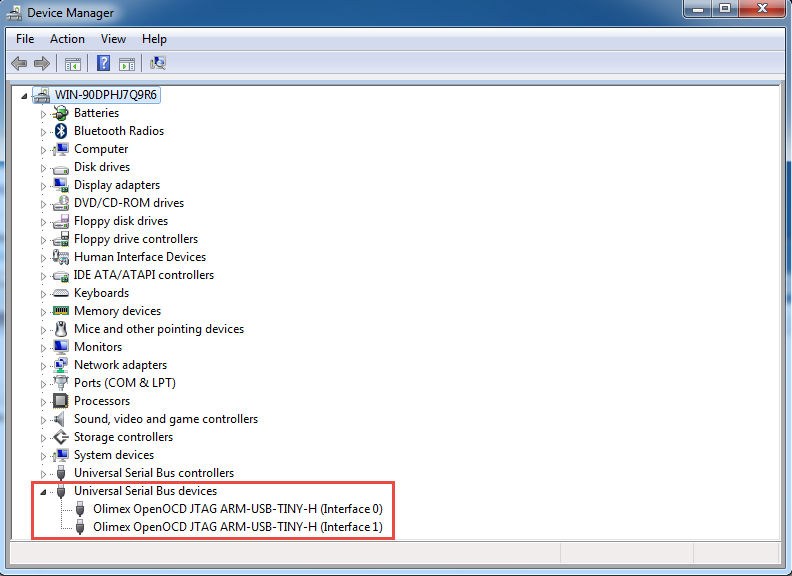 Device Manager
File Action View Help
WIN-90DPHJ7Q9R6
Batteries
Bluetooth Radios
Computer
Disk drives
Display adapters
DVD/CD-ROM drives
Floppy disk drives
Floppy drive controllers
Human Interface Devices
IDE ATA/ATAPI controllers
Keyboards
Memory devices
Mice and other pointing devices
Monitors
Network adapters
Ports (COM & LPT)
Processors
Sound, video and game controllers
Storage controllers
System devices
Universal Serial Bus controllers
Universal Serial Bus devices
Olimex OpenOCD JTAG ARM-USB-TINY-H (Interface 0)
Olimex OpenOCD JTAG ARM-USB-TINY-H (Interface 1)